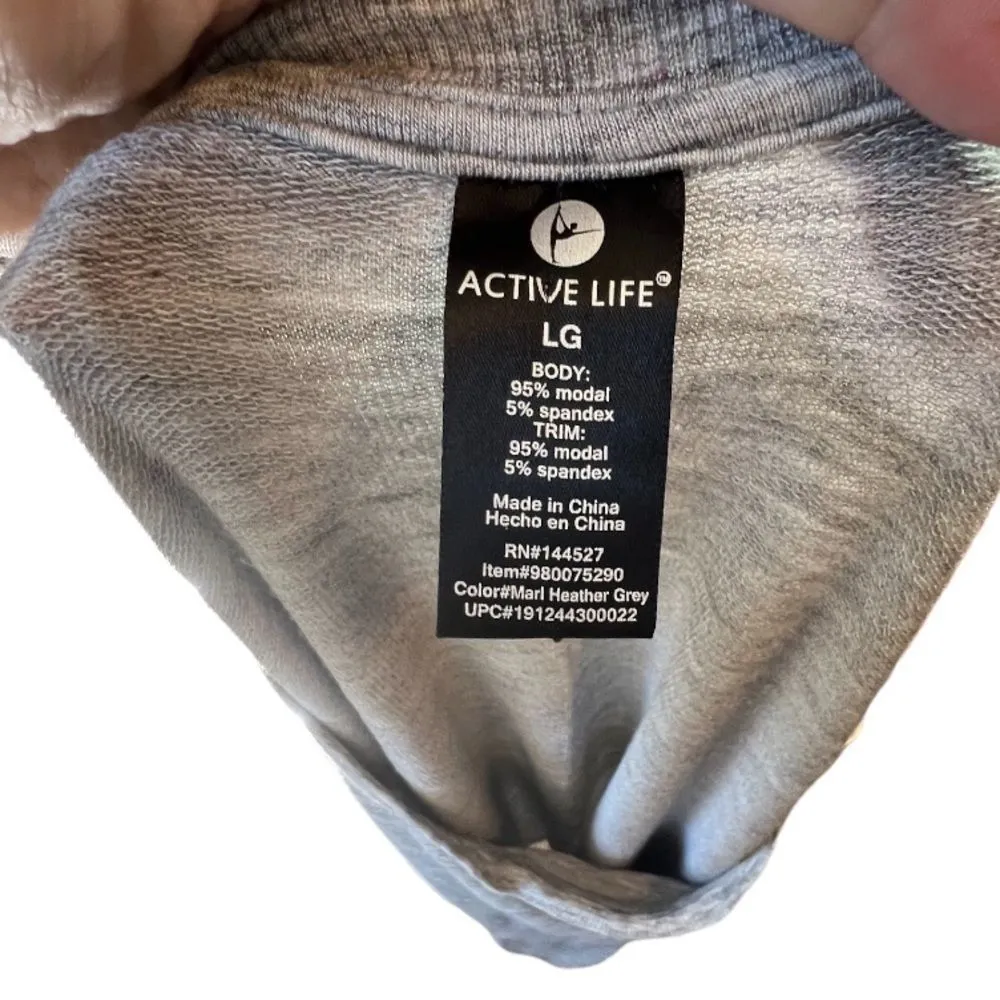 ACTIVE LIFE™
LG
BODY:
95% modal
5% spandex
TRIM:
95% modal
5% spandex
Made in China
Hecho en China
RN#144527
Item#980075290
Color#Marl Heather Grey
UPC#191244300022